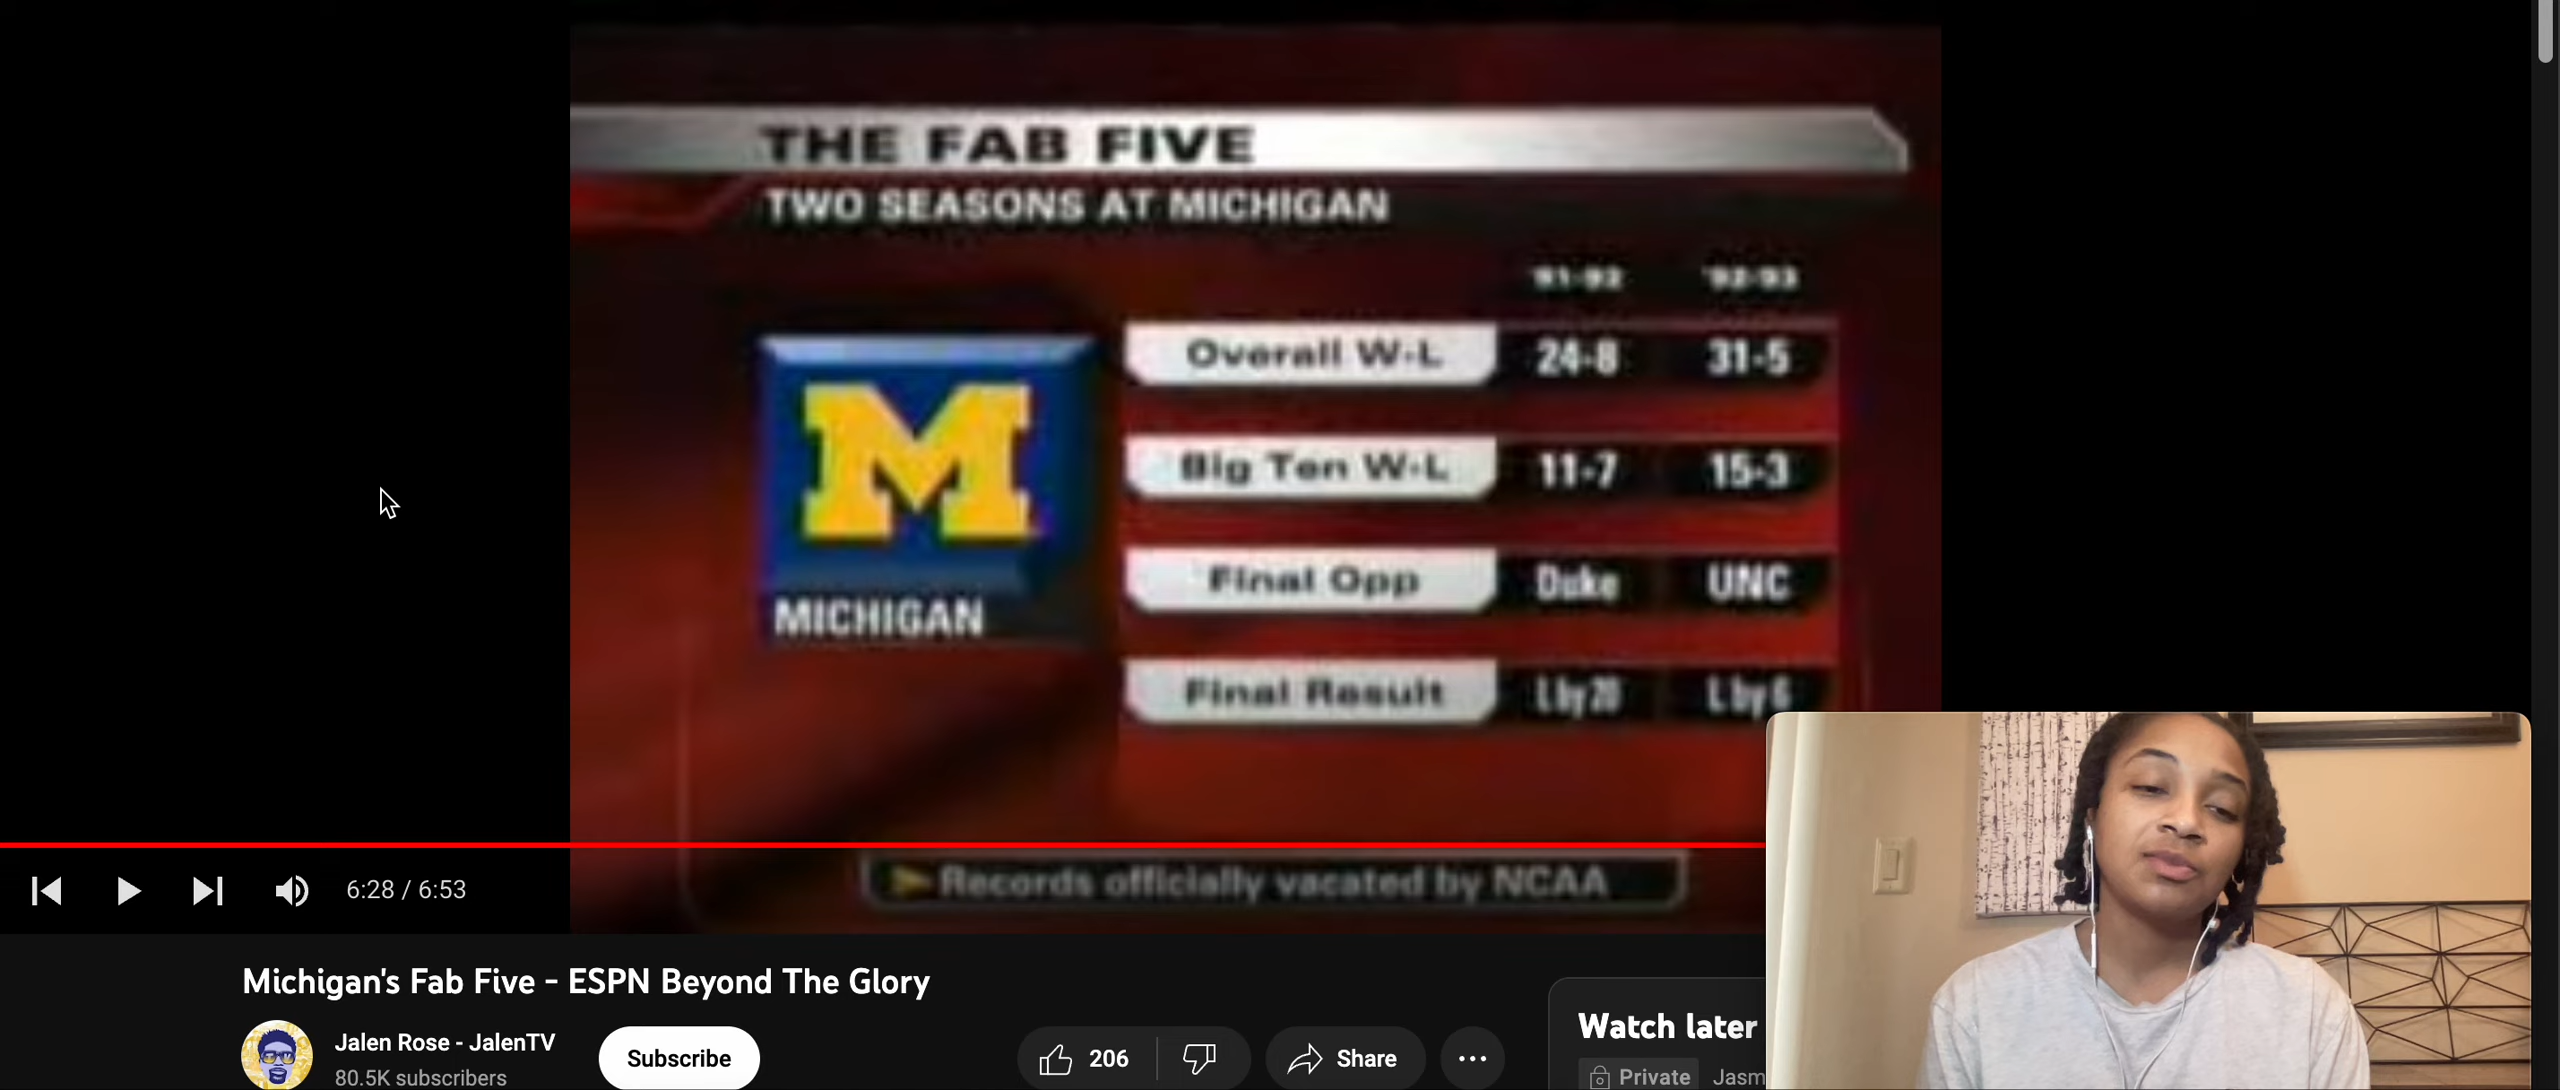 THE FAB FIVE
TWO SEASONS AT MICHIGAN
'91-92 '92-93
Overall W-L 24-8 31-5
Big Ten W-L 11-7 15-3
Final Opp Duke UNC
Final Result L by 20 L by 6
M
MICHIGAN
Records officially vacated by NCAA
6:28 / 6:53
Michigan's Fab Five - ESPN Beyond The Glory
Jalen Rose - JalenTV
80.5K subscribers
Subscribe
206
Share
Watch later
Private Jasm